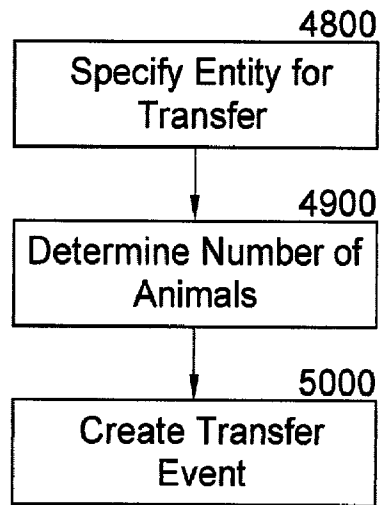 4800
Specify Entity for
Transfer
4900
Determine Number of
Animals
5000
Create Transfer
Event